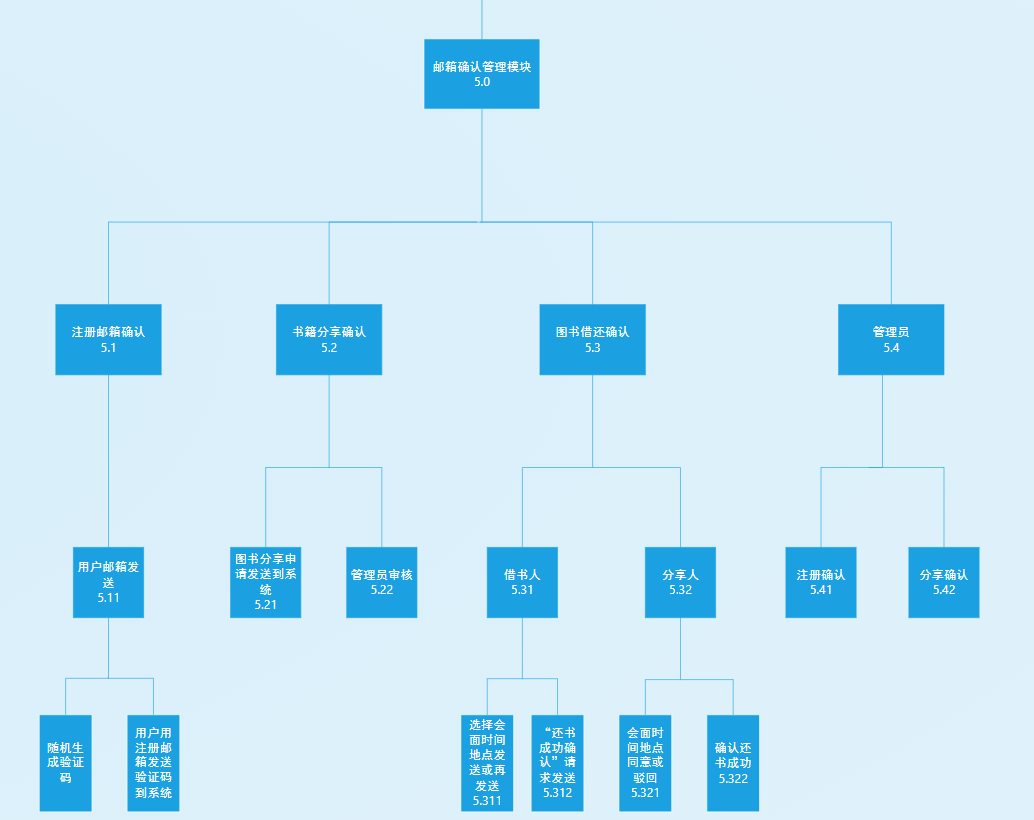 邮箱确认管理模块
5.0
注册邮箱确认
5.1
书籍分享确认
5.2
图书借还确认
5.3
管理员
5.4
用户邮箱发
送
5.11
图书分享申
请发送到系
统
5.21
管理员审核
5.22
借书人
5.31
分享人
5.32
注册确认
5.41
分享确认
5.42
随机生
成验证
码
用户用
注册邮
箱发送
验证码
到系统
选择会
面时间
地点发
送或再
发送
5.311
“还书
成功确
认”请
求发送
5.312
会面时
间地点
同意或
驳回
5.321
确认还
书成功
5.322